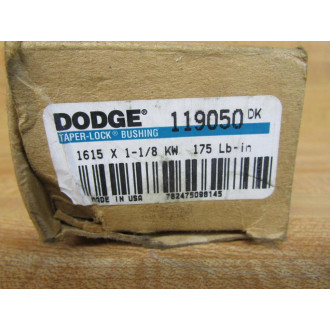 DODGE® 119050 DK
TAPER-LOCK® BUSHING
1615 X 1-1/8 KW 175 Lb-in
MADE IN USA 782475098145